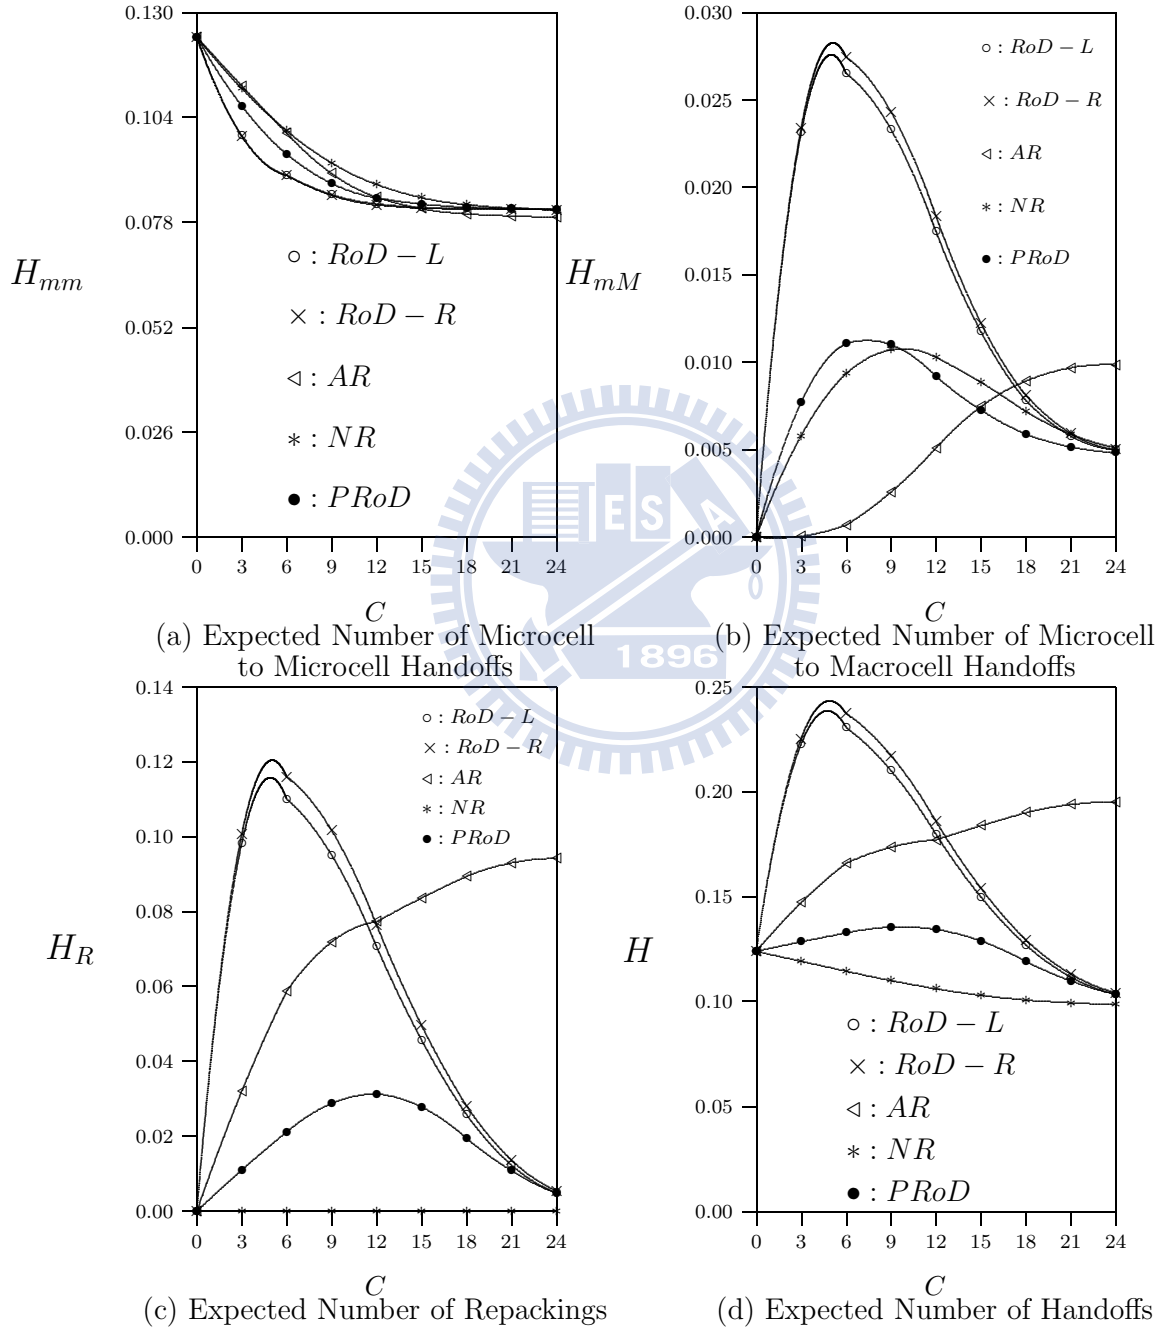 0.130
0.104
0.078
0.052
0.026
0.000
0 3 6 9 12 15 18 21 24
H_{mm}
○ : RoD − L
× : RoD − R
◁ : AR
∗ : NR
● : PRoD
C
(a) Expected Number of Microcell
to Microcell Handoffs
0.030
0.025
0.020
0.015
0.010
0.005
0.000
0 3 6 9 12 15 18 21 24
H_{mM}
○ : RoD − L
× : RoD − R
◁ : AR
∗ : NR
● : PRoD
C
(b) Expected Number of Microcell
to Macrocell Handoffs
ESA
1896
0.14
0.12
0.10
0.08
0.06
0.04
0.02
0.00
0 3 6 9 12 15 18 21 24
H_R
○ : RoD − L
× : RoD − R
◁ : AR
∗ : NR
● : PRoD
C
(c) Expected Number of Repackings
0.25
0.20
0.15
0.10
0.05
0.00
0 3 6 9 12 15 18 21 24
H
○ : RoD − L
× : RoD − R
◁ : AR
∗ : NR
● : PRoD
C
(d) Expected Number of Handoffs